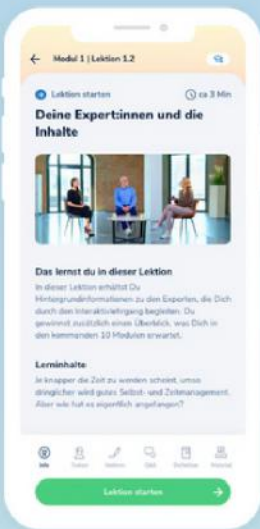 Modul 1 | Lektion 1.2
Lektion starten
ca 3 Min
Deine Expert:innen und die
Inhalte
Das lernst du in dieser Lektion
In dieser Lektion erhältst Du
Hintergrundinformationen zu den Experten, die Dich
durch den Interaktivlehrgang begleiten. Du
gewinnst zusätzlich einen Überblick, was Dich in
den kommenden 10 Modulen erwartet.
Lerninhalte
Je knapper die Zeit zu werden scheint, umso
dringlicher wird gutes Selbst- und Zeitmanagement.
Aber wie hat es eigentlich angefangen?
Info
Lektion starten